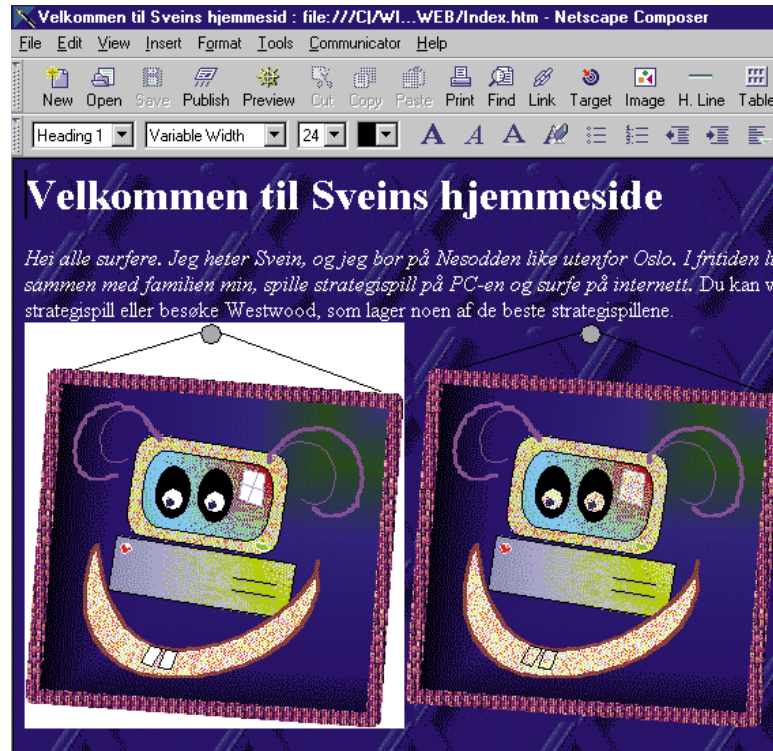 Velkommen til Sveins hjemmesid : file:///C|/WI...WEB/Index.htm - Netscape Composer
File Edit View Insert Format Tools Communicator Help
New Open Save Publish Preview Cut Copy Paste Print Find Link Target Image H. Line Table
Heading 1 Variable Width 24 A A A
Velkommen til Sveins hjemmeside
Hei alle surfere. Jeg heter Svein, og jeg bor på Nesodden like utenfor Oslo. I fritiden
sammen med familien min, spille strategispill på PC-en og surfe på internett. Du kan
strategispill eller besøke Westwood, som lager noen af de beste strategispillene.